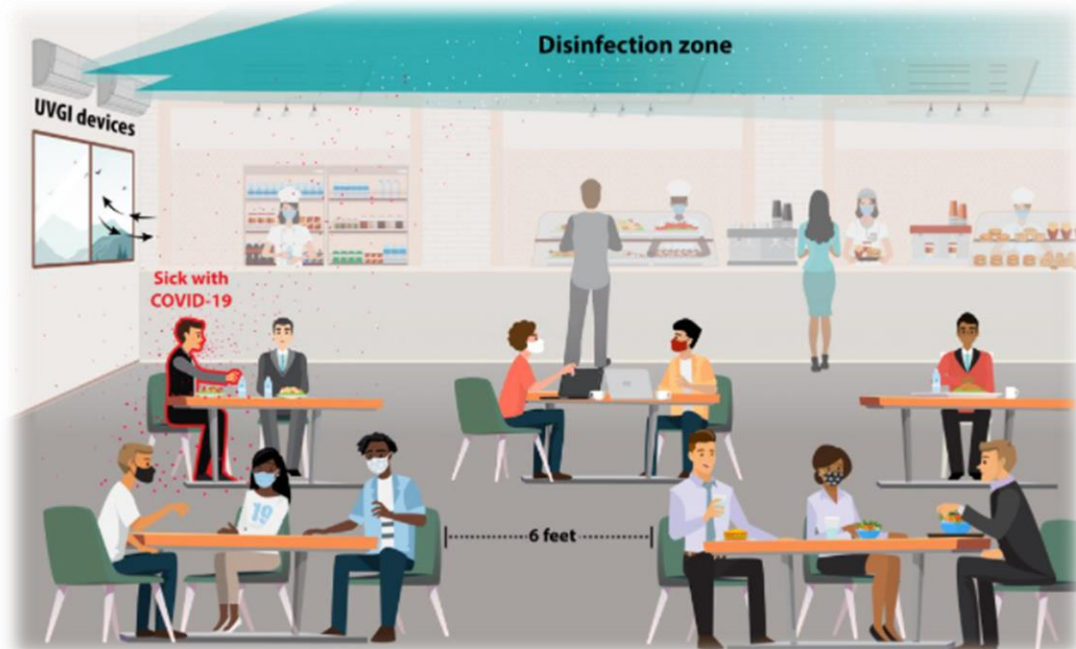 Disinfection zone
UVGI devices
Sick with
COVID-19
19
6 feet